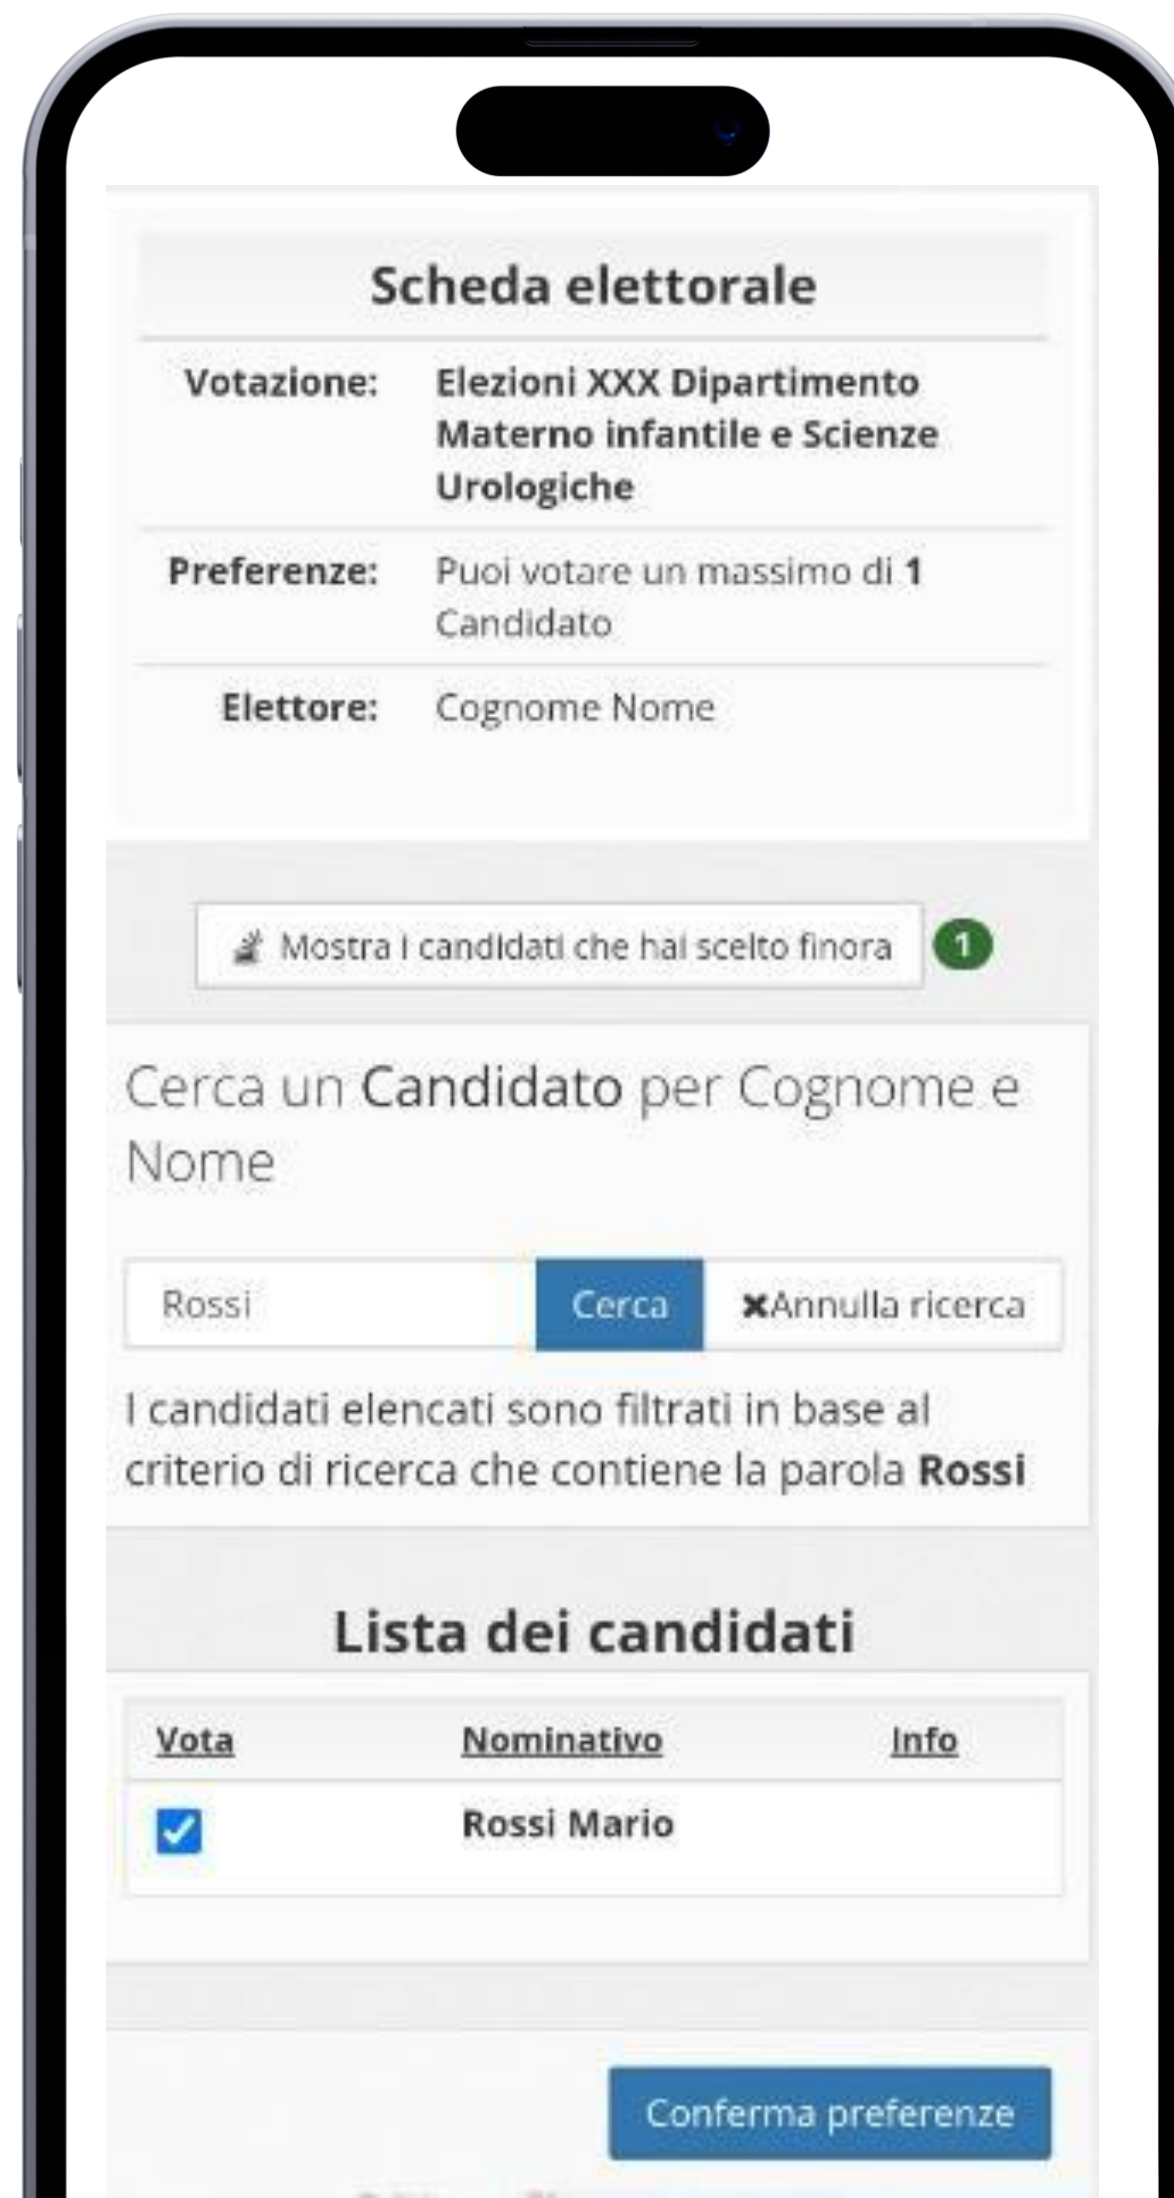 Scheda elettorale
Votazione: Elezioni XXX Dipartimento
Materno infantile e Scienze
Urologiche
Preferenze: Puoi votare un massimo di 1
Candidato
Elettore: Cognome Nome
Mostra i candidati che hai scelto finora 1
Cerca un Candidato per Cognome e
Nome
Rossi Cerca ✖Annulla ricerca
I candidati elencati sono filtrati in base al
criterio di ricerca che contiene la parola Rossi
Lista dei candidati
Vota Nominativo Info
Rossi Mario
Conferma preferenze